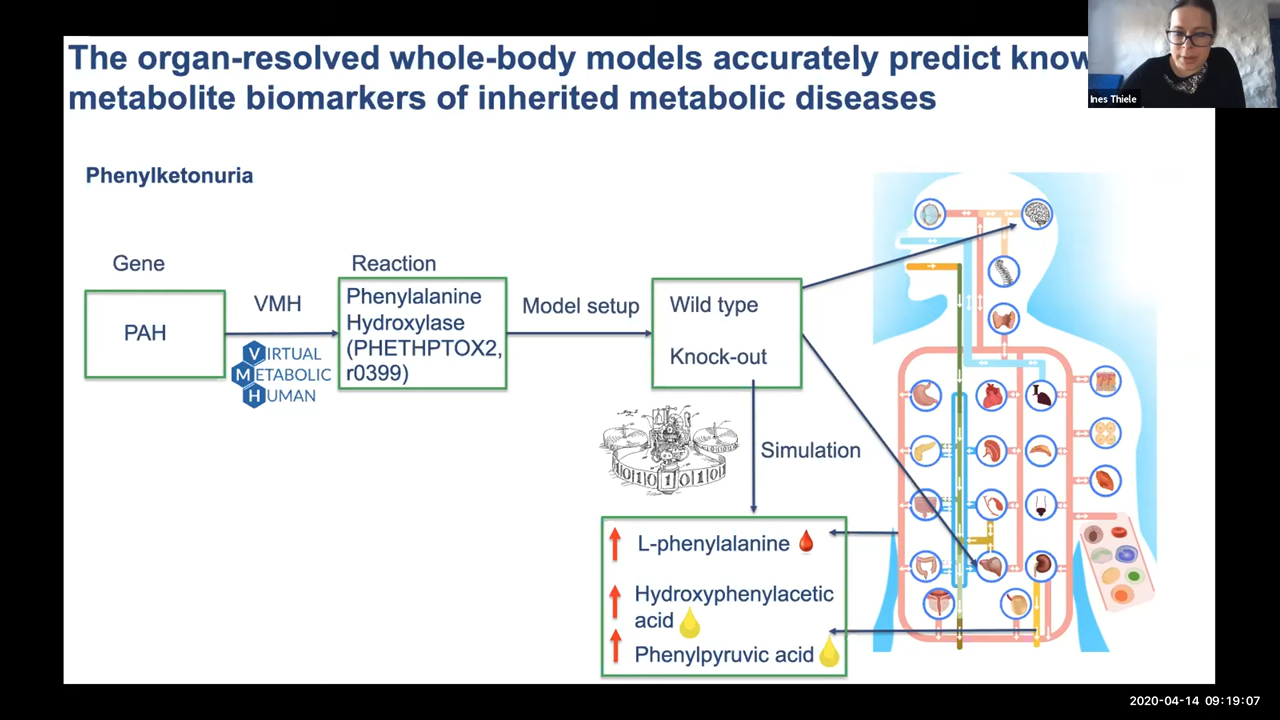 The organ-resolved whole-body models accurately predict know
metabolite biomarkers of inherited metabolic diseases
Ines Thiele
Phenylketonuria
Gene
Reaction
PAH
VMH
VIRTUAL
METABOLIC
HUMAN
Phenylalanine
Hydroxylase
(PHETHPTOX2,
r0399)
Model setup
Wild type
Knock-out
Simulation
L-phenylalanine
Hydroxyphenylacetic
acid
Phenylpyruvic acid
2020-04-14 09:19:07